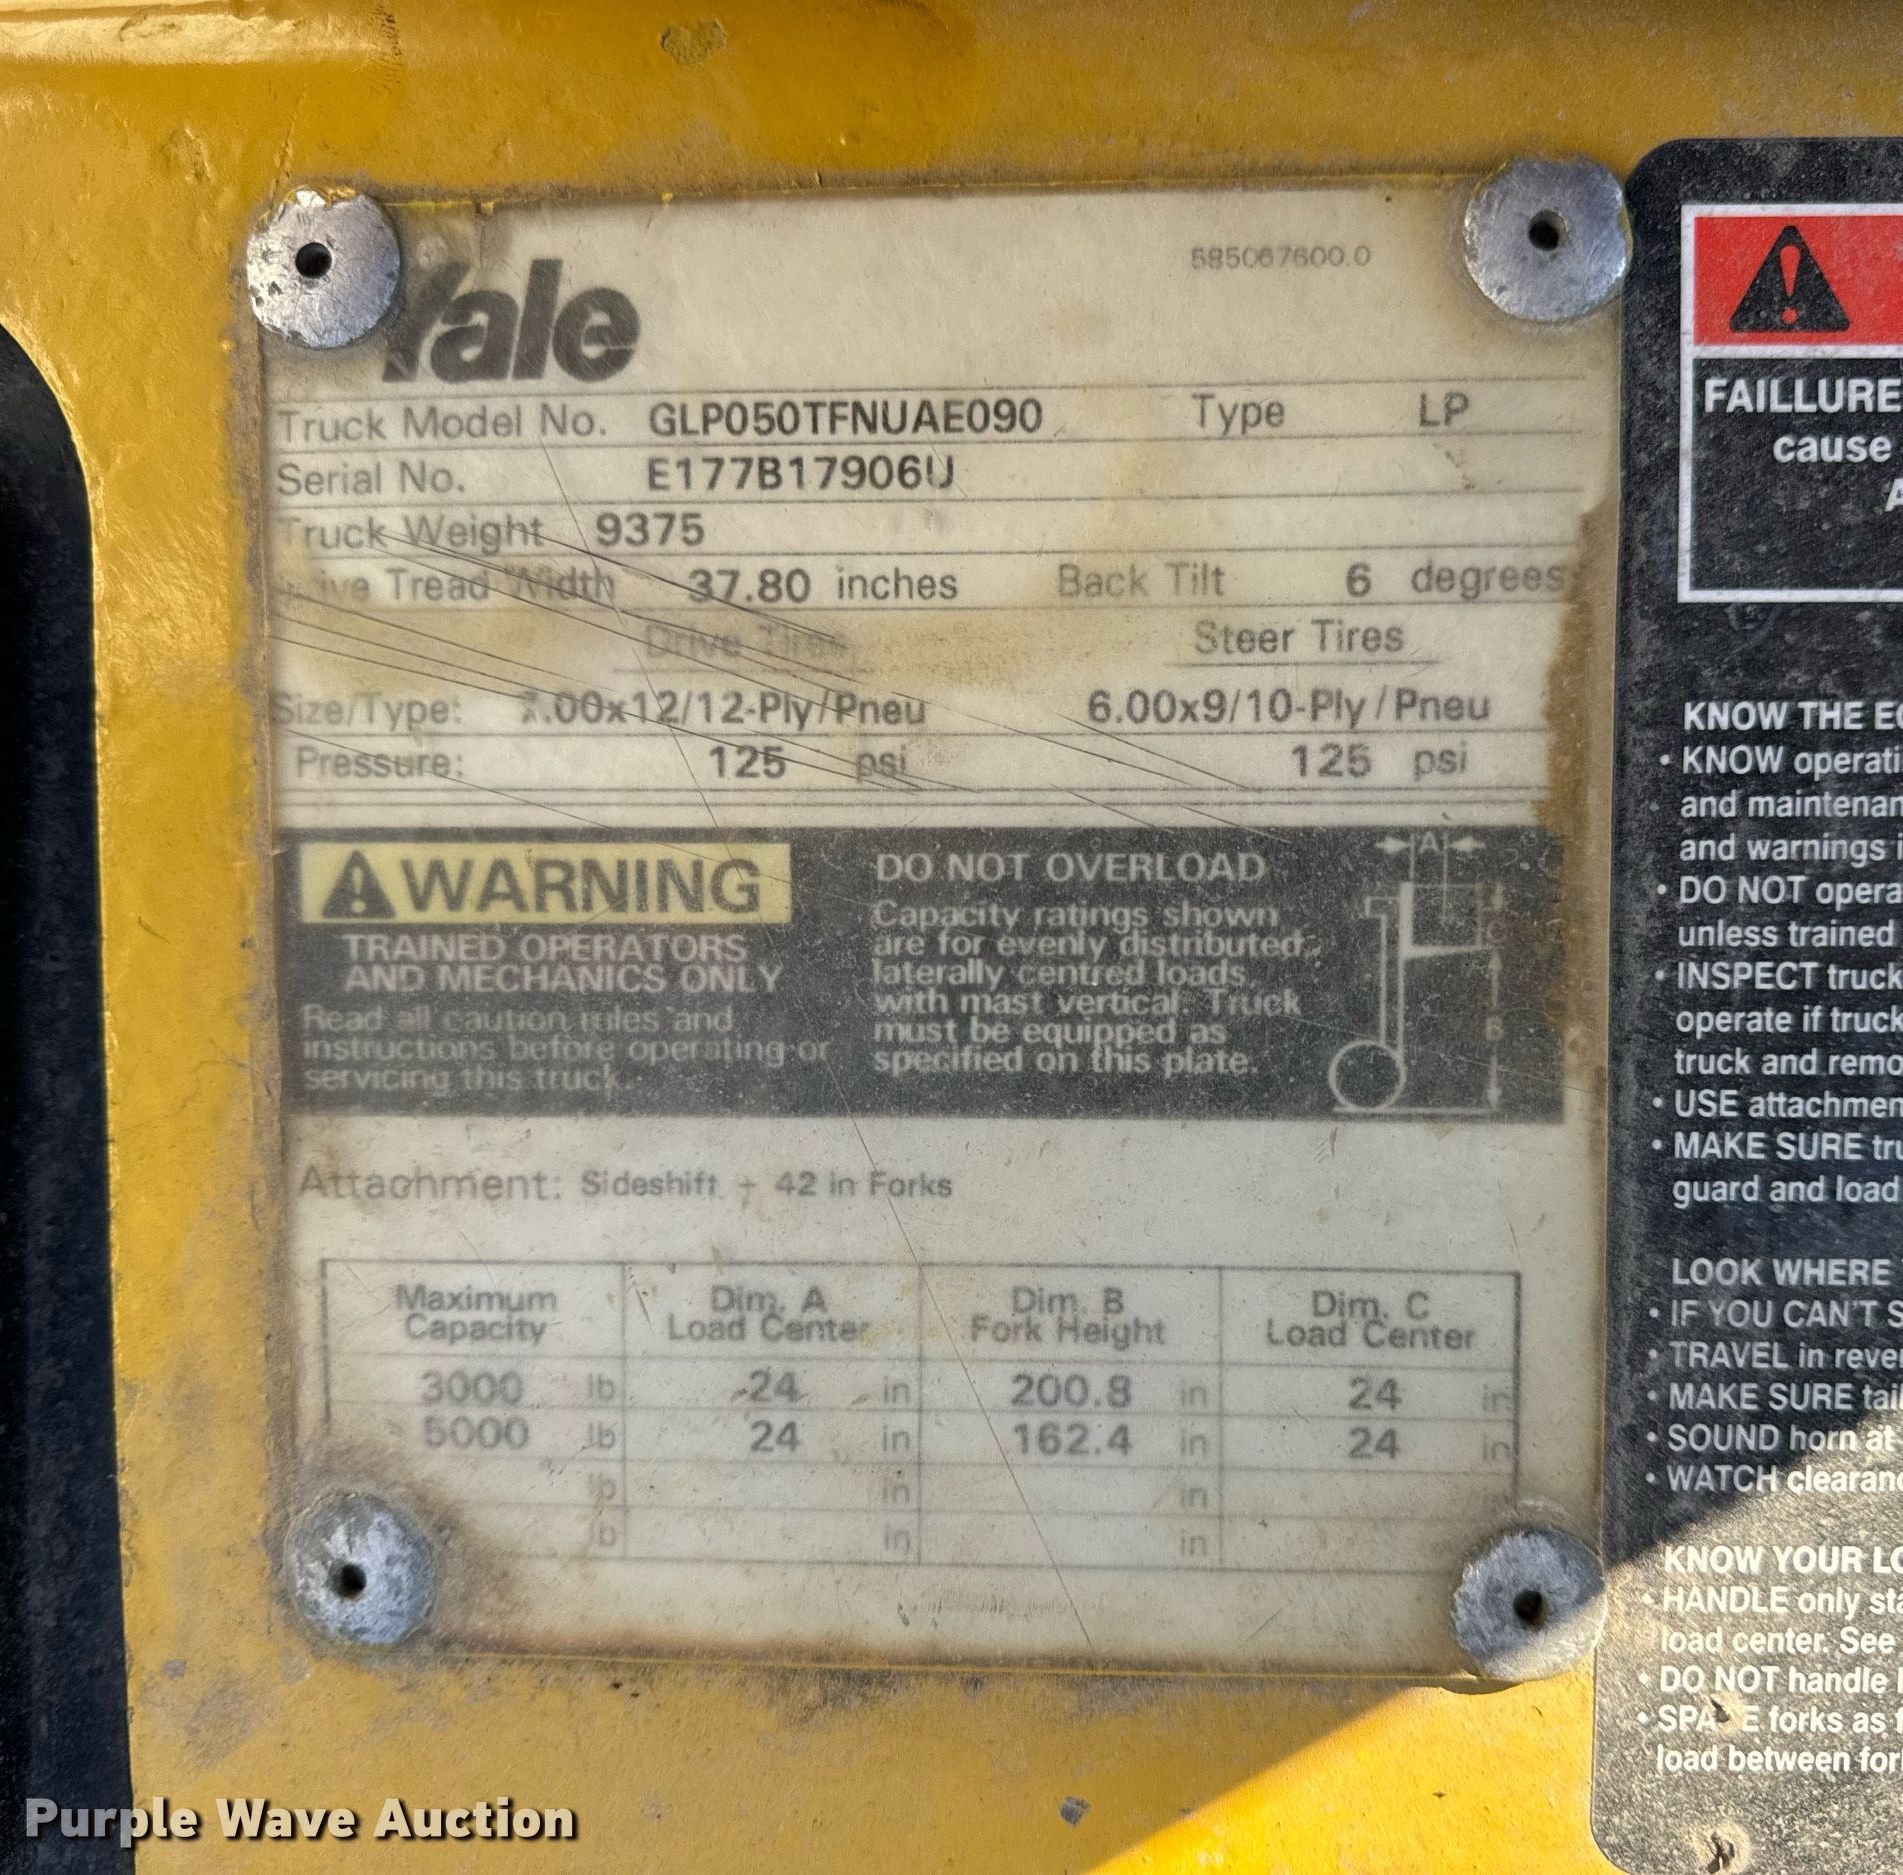 Yale
585067600.0
Truck Model No. GLP050TFNUAE090 Type LP
Serial No. E177B17906U
Truck Weight 9375
Drive Tread Width 37.80 inches Back Tilt 6 degrees
Drive Tires Steer Tires
Size/Type: 7.00x12/12-Ply/Pneu 6.00x9/10-Ply/Pneu
Pressure: 125 psi 125 psi
WARNING
TRAINED OPERATORS
AND MECHANICS ONLY
Read all caution rules and
instructions before operating or
servicing this truck.
DO NOT OVERLOAD
Capacity ratings shown
are for evenly distributed,
laterally centred loads,
with mast vertical. Truck
must be equipped as
specified on this plate.
A
C
B
Attachment: Sideshift - 42 in Forks
Maximum Capacity Dim. A Load Center Dim. B Fork Height Dim. C Load Center
3000 lb 24 in 200.8 in 24 in
5000 lb 24 in 162.4 in 24 in
lb in in in
lb in in
FAILLURE
cause
KNOW THE
• KNOW operati
and maintenan
and warnings i
• DO NOT opera
unless trained
• INSPECT truck
operate if truck
truck and remo
• USE attachmen
• MAKE SURE tru
guard and load
LOOK WHERE
• IF YOU CAN'T S
• TRAVEL in rever
• MAKE SURE tail
• SOUND horn at
• WATCH clearanc
KNOW YOUR LO
• HANDLE only sta
load center. See
• DO NOT handle
• SPACE forks as f
load between for
Purple Wave Auction